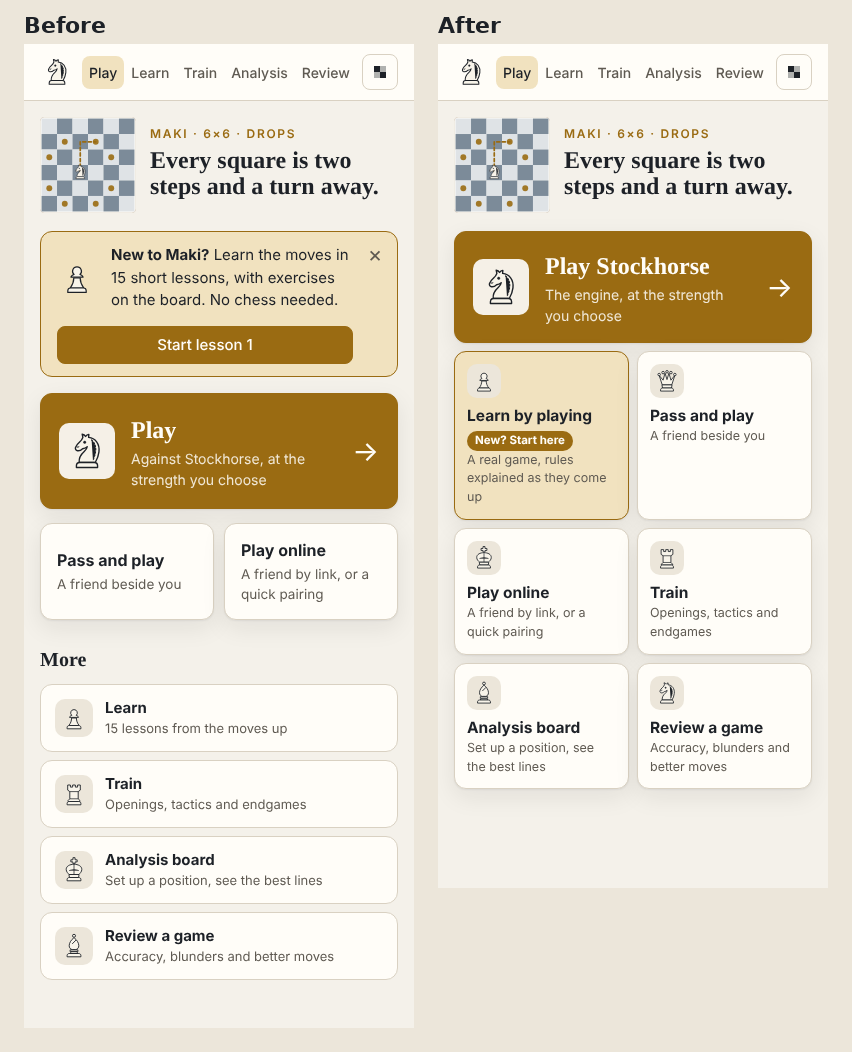 Before
Play Learn Train Analysis Review
MAKI · 6×6 · DROPS
Every square is two
steps and a turn away.
New to Maki? Learn the moves in
15 short lessons, with exercises
on the board. No chess needed.
Start lesson 1
Play
Against Stockhorse, at the
strength you choose
Pass and play
A friend beside you
Play online
A friend by link, or a
quick pairing
More
Learn
15 lessons from the moves up
Train
Openings, tactics and endgames
Analysis board
Set up a position, see the best lines
Review a game
Accuracy, blunders and better moves
After
Play Learn Train Analysis Review
MAKI · 6×6 · DROPS
Every square is two
steps and a turn away.
Play Stockhorse
The engine, at the strength
you choose
Learn by playing
New? Start here
A real game, rules
explained as they come
up
Pass and play
A friend beside you
Play online
A friend by link, or a
quick pairing
Train
Openings, tactics and
endgames
Analysis board
Set up a position, see
the best lines
Review a game
Accuracy, blunders and
better moves